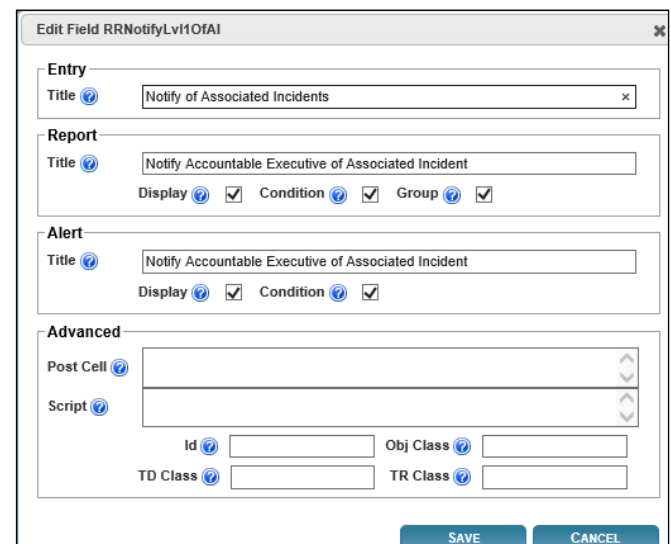 Edit Field RRNotifyLvl1OfAI
Entry
Title Notify of Associated Incidents
Report
Title Notify Accountable Executive of Associated Incident
Display Condition Group
Alert
Title Notify Accountable Executive of Associated Incident
Display Condition
Advanced
Post Cell
Script
Id Obj Class
TD Class TR Class
SAVE CANCEL